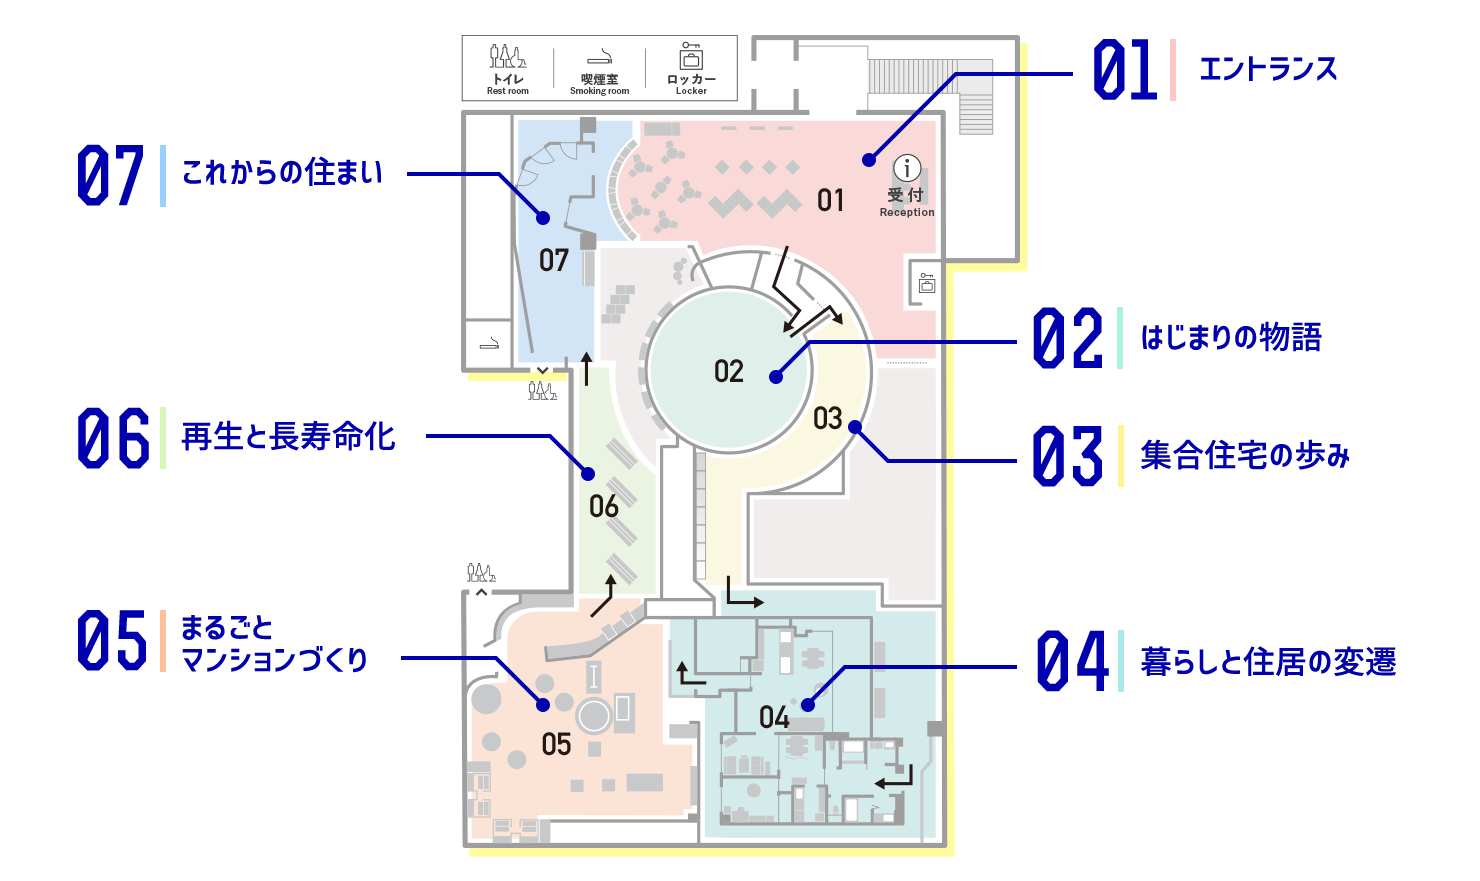 トイレ
Rest room
喫煙室
Smoking room
ロッカー
Locker
01 エントランス
07 これからの住まい
受付
Reception
01
07
02 はじまりの物語
02
03
06 再生と長寿命化
03 集合住宅の歩み
06
05 まるごと
マンションづくり
04 暮らしと住居の変遷
04
05